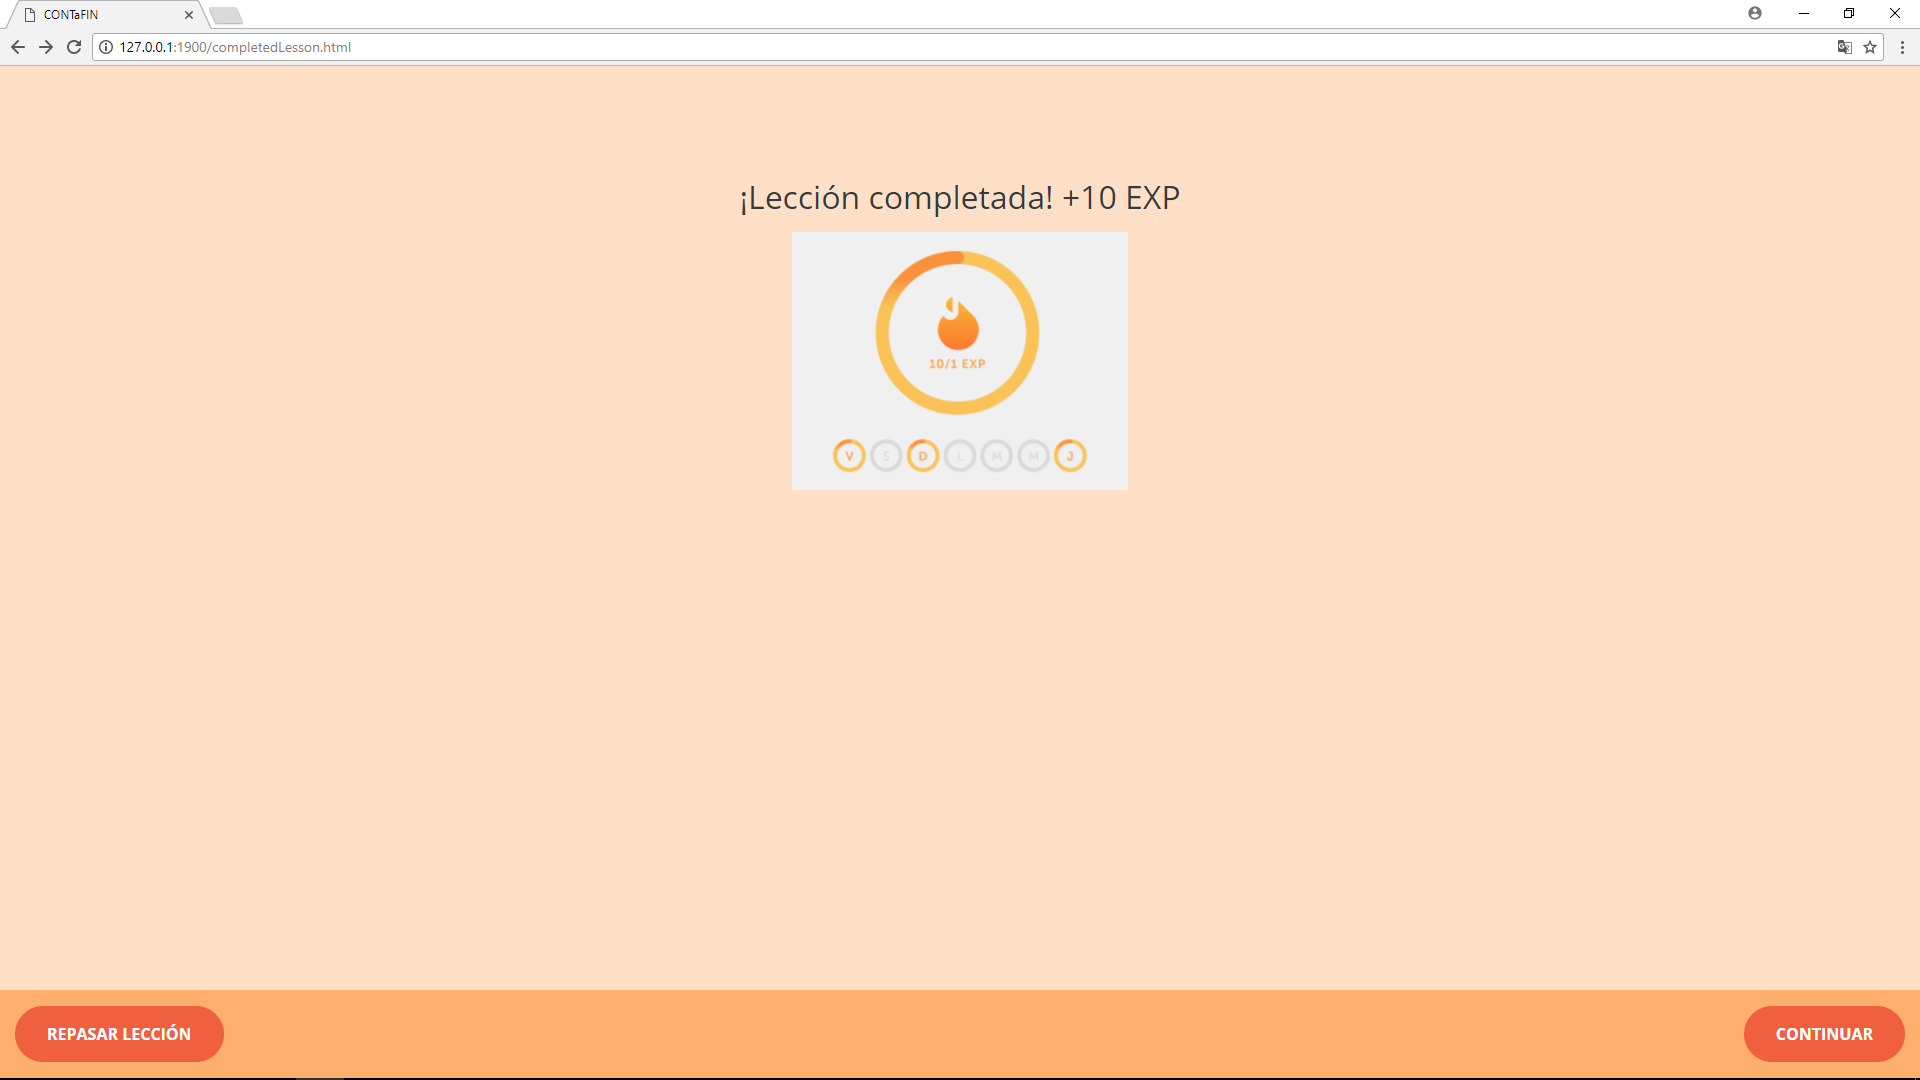 CONTaFIN
127.0.0.1:1900/completedLesson.html
¡Lección completada! +10 EXP
10/1 EXP
V S D L M M J
REPASAR LECCIÓN
CONTINUAR